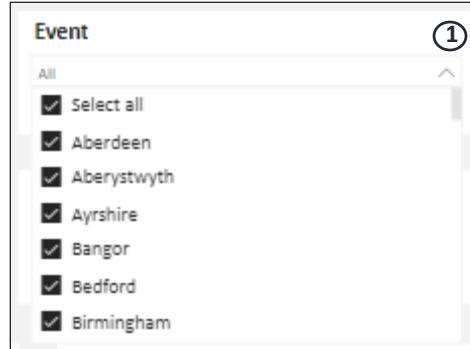 Event
1
All
Select all
Aberdeen
Aberystwyth
Ayrshire
Bangor
Bedford
Birmingham